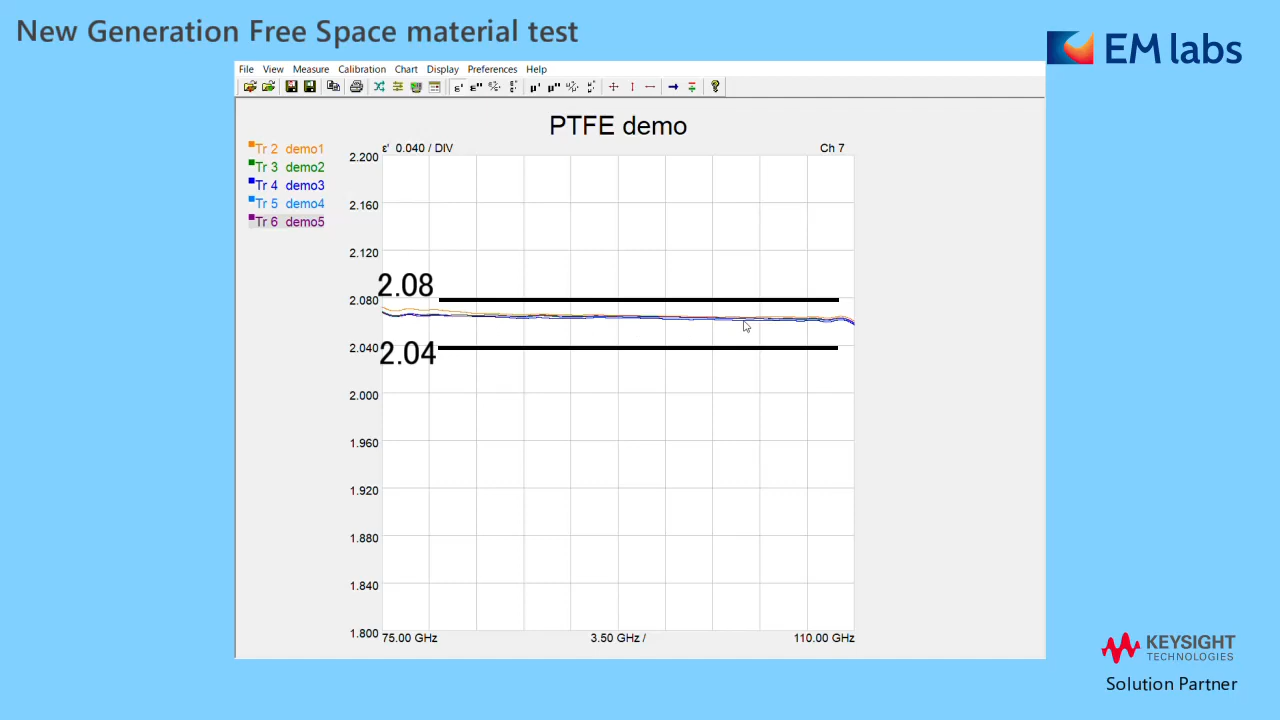 New Generation Free Space material test
EM labs
File View Measure Calibration Chart Display Preferences Help
ε' ε" μ' μ"
PTFE demo
ε' 0.040 / DIV
Ch 7
Tr 2 demo1
Tr 3 demo2
Tr 4 demo3
Tr 5 demo4
Tr 6 demo5
2.200
2.160
2.120
2.08
2.080
2.040
2.04
2.000
1.960
1.920
1.880
1.840
1.800
75.00 GHz
3.50 GHz /
110.00 GHz
KEYSIGHT
TECHNOLOGIES
Solution Partner